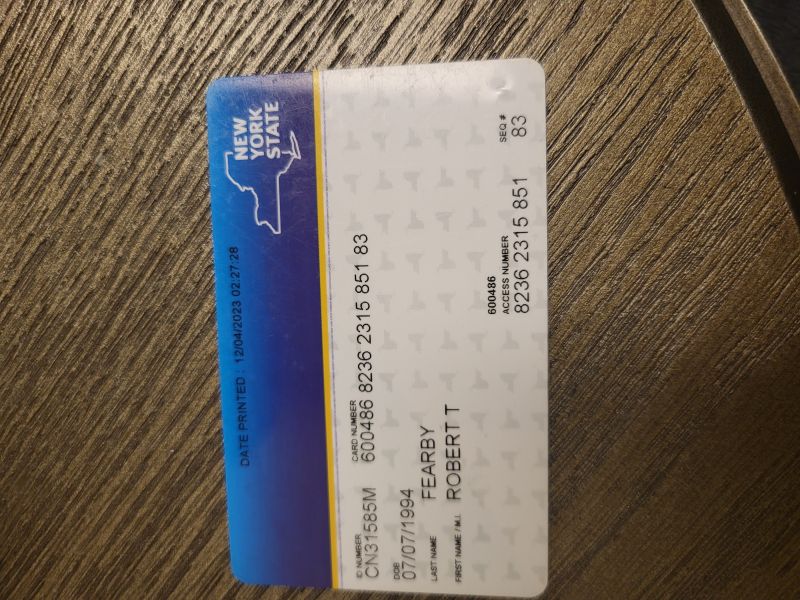 DATE PRINTED : 12/04/2023 02:27:28
NEW
YORK
STATE
ID NUMBER
CN31585M
CARD NUMBER
600486 8236 2315 851 83
DOB
07/07/1994
LAST NAME
FEARBY
FIRST NAME / M.I.
ROBERT T
600486
ACCESS NUMBER
8236 2315 851
SEQ #
83